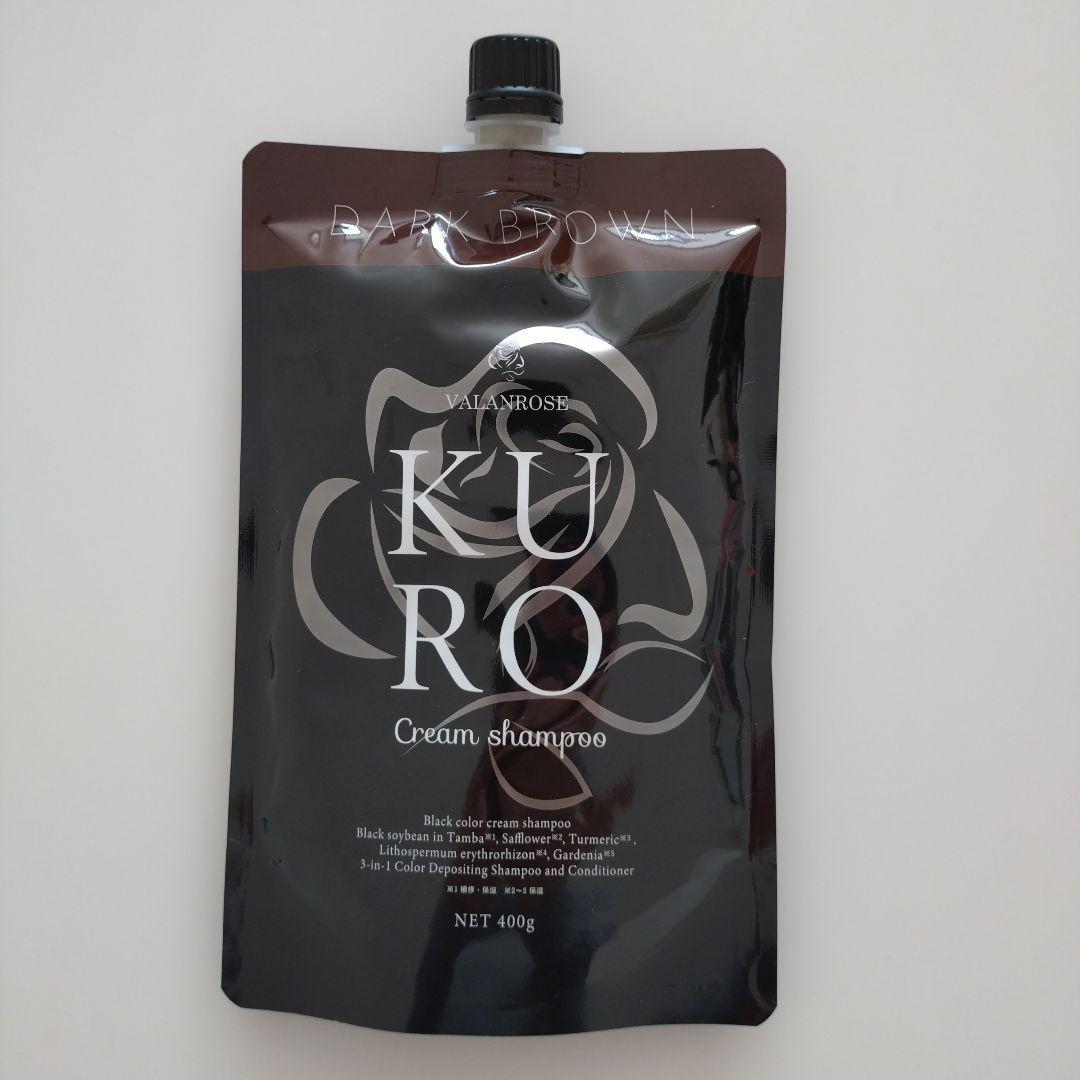 DARK BROWN
VALANROSE
KU
RO
Cream shampoo
Black color cream shampoo
Black soybean in Tamba※1, Safflower※2, Turmeric※3,
Lithospermum erythrorhizon※4, Gardenia※5
3-in-1 Color Depositing Shampoo and Conditioner
※1 補修・保湿 ※2～5 保湿
NET 400g